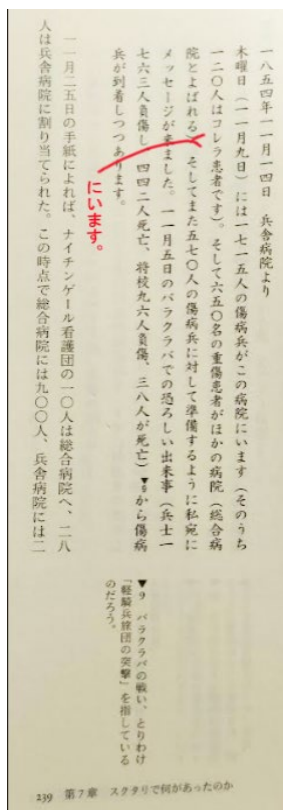 一八五四年一一月一四日　兵舎病院より
木曜日（一一月九日）には一七一五人の傷病兵がこの病院にいます（そのうち
一二〇人はコレラ患者です）。そして六五〇名の重傷患者がほかの病院（総合病
院とよばれる）そしてまた五七〇人の傷病兵に対して準備するように私宛に
メッセージが来ました。一一月五日のバラクラバでの恐ろしい出来事（兵士一
七六三人負傷し、四四二人死亡、将校九六人負傷、三八人が死亡）▼9から傷病
兵が到着しつつあります。
にいます。
一一月二五日の手紙によれば、ナイチンゲール看護団の一〇人は総合病院へ、二八
人は兵舎病院に割り当てられた。この時点で総合病院には九〇〇人、兵舎病院には二
▼9　バラクラバの戦い、とりわけ
「軽騎兵旅団の突撃」を指している
のだろう。
239　第7章　スクタリで何があったのか